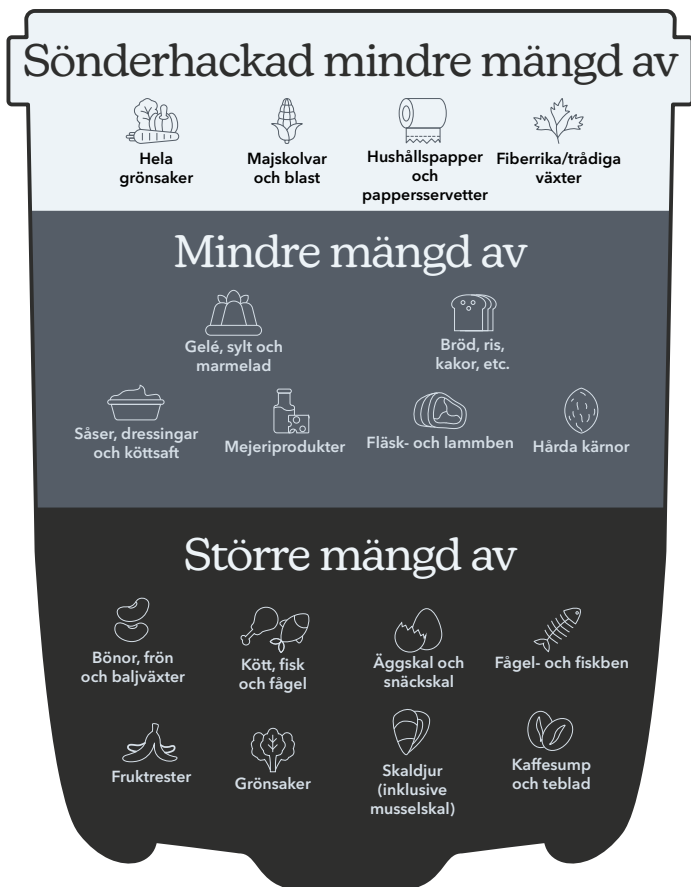 Sönderhackad mindre mängd av
Hela
grönsaker
Majskolvar
och blast
Hushållspapper
och
pappersservetter
Fiberrika/trådiga
växter
Mindre mängd av
Gelé, sylt och
marmelad
Bröd, ris,
kakor, etc.
Såser, dressingar
och köttsaft
Mejeriprodukter
Fläsk- och lammben
Hårda kärnor
Större mängd av
Bönor, frön
och baljväxter
Kött, fisk
och fågel
Äggskal och
snäckskal
Fågel- och fiskben
Fruktrester
Grönsaker
Skaldjur
(inklusive
musselskal)
Kaffesump
och teblad